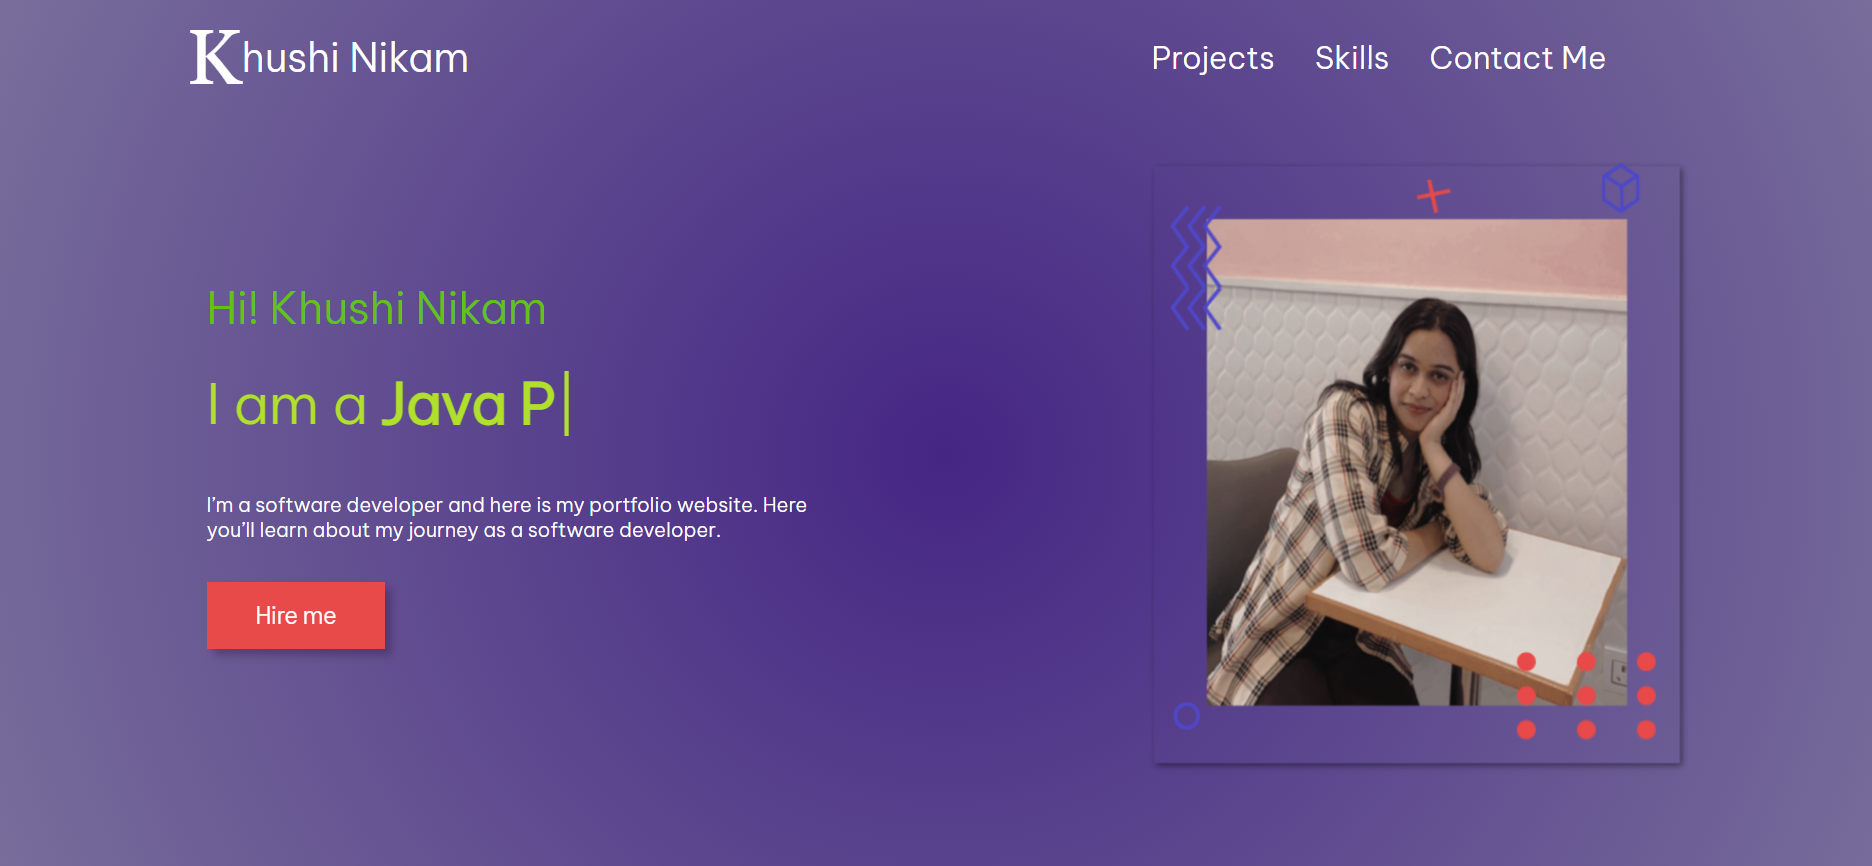 Khushi Nikam
Projects
Skills
Contact Me
Hi! Khushi Nikam
I am a Java P
I’m a software developer and here is my portfolio website. Here
you’ll learn about my journey as a software developer.
Hire me